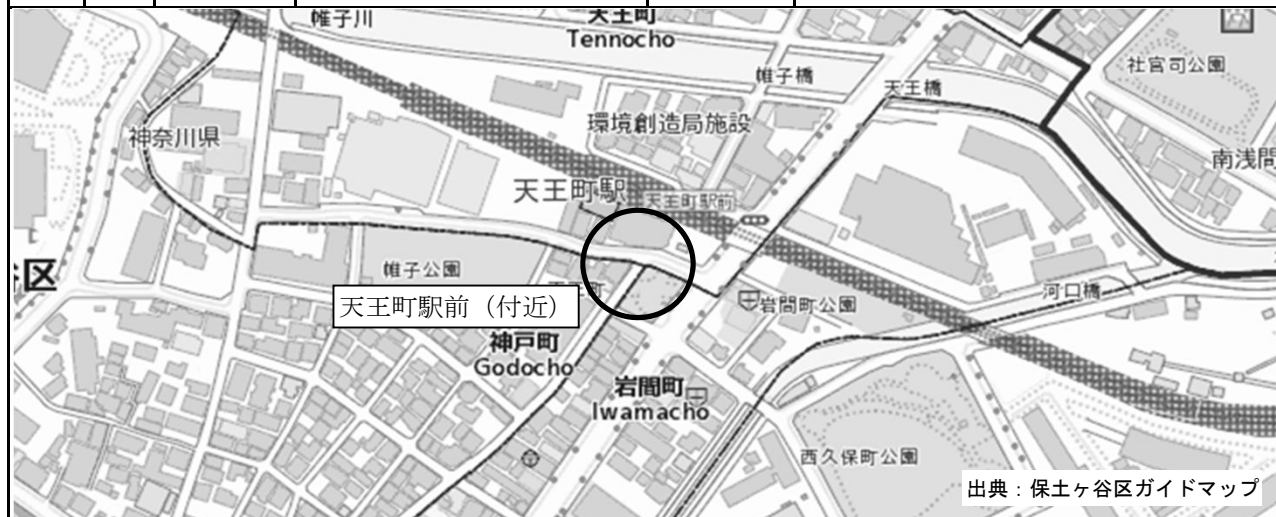 帷子川
天王町
Tennocho
帷子橋
天王橋
社官司公園
環境創造局施設
神奈川県
南浅間
天王町駅
天王町駅前
区
帷子公園
天王町駅前（付近）
岩間町公園
河口橋
神戸町
Godocho
岩間町
Iwamacho
西久保町公園
出典：保土ヶ谷区ガイドマップ